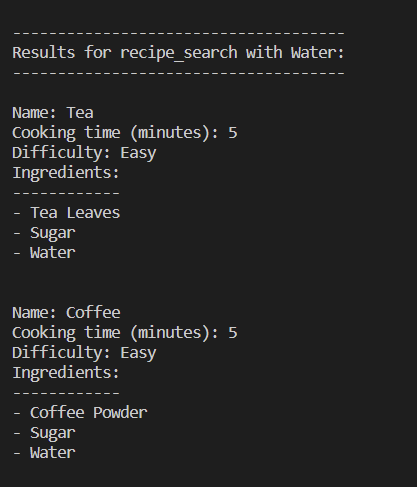 -------------------------------------
Results for recipe_search with Water:
-------------------------------------
Name: Tea
Cooking time (minutes): 5
Difficulty: Easy
Ingredients:
------------
- Tea Leaves
- Sugar
- Water
Name: Coffee
Cooking time (minutes): 5
Difficulty: Easy
Ingredients:
------------
- Coffee Powder
- Sugar
- Water